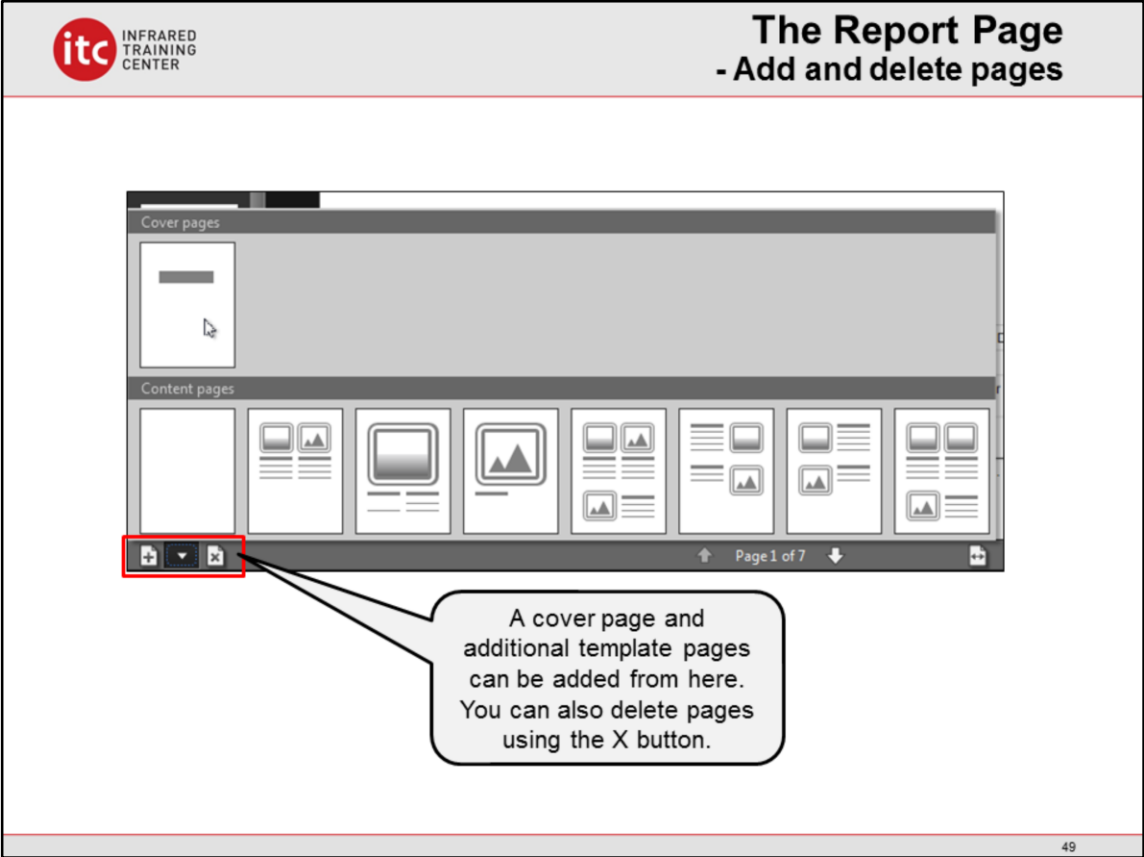 itc INFRARED
TRAINING
CENTER
The Report Page
- Add and delete pages
Cover pages
Content pages
Page 1 of 7
A cover page and
additional template pages
can be added from here.
You can also delete pages
using the X button.
49